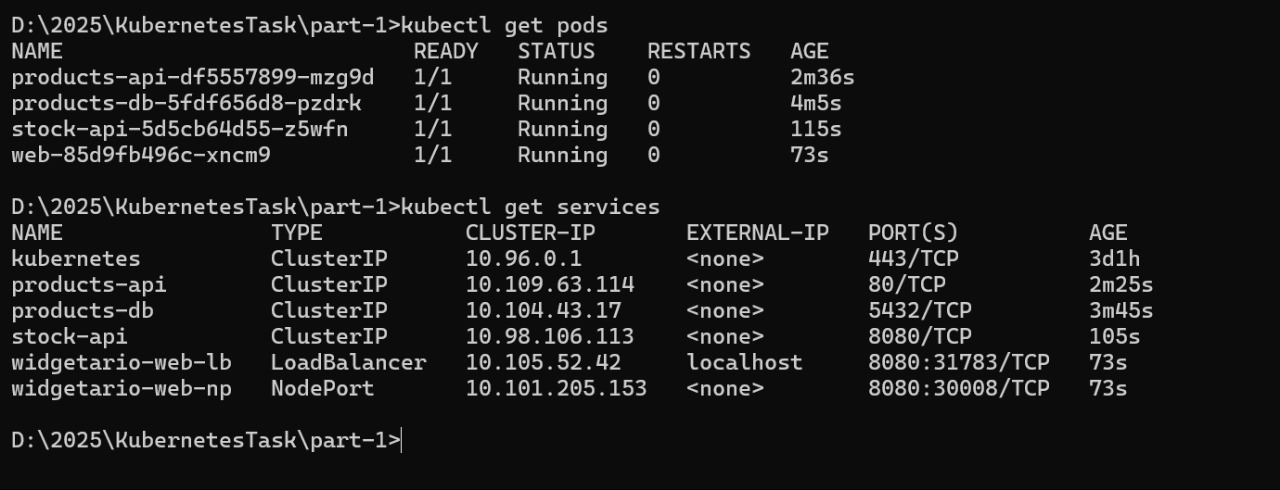 D:\2025\KubernetesTask\part-1>kubectl get pods
NAME                           READY   STATUS    RESTARTS   AGE
products-api-df5557899-mzg9d   1/1     Running   0          2m36s
products-db-5fdf656d8-pzdrk    1/1     Running   0          4m5s
stock-api-5d5cb64d55-z5wfn     1/1     Running   0          115s
web-85d9fb496c-xncm9           1/1     Running   0          73s
D:\2025\KubernetesTask\part-1>kubectl get services
NAME                TYPE           CLUSTER-IP       EXTERNAL-IP   PORT(S)          AGE
kubernetes          ClusterIP      10.96.0.1        <none>        443/TCP          3d1h
products-api        ClusterIP      10.109.63.114    <none>        80/TCP           2m25s
products-db         ClusterIP      10.104.43.17     <none>        5432/TCP         3m45s
stock-api           ClusterIP      10.98.106.113    <none>        8080/TCP         105s
widgetario-web-lb   LoadBalancer   10.105.52.42     localhost     8080:31783/TCP   73s
widgetario-web-np   NodePort       10.101.205.153   <none>        8080:30008/TCP   73s
D:\2025\KubernetesTask\part-1>